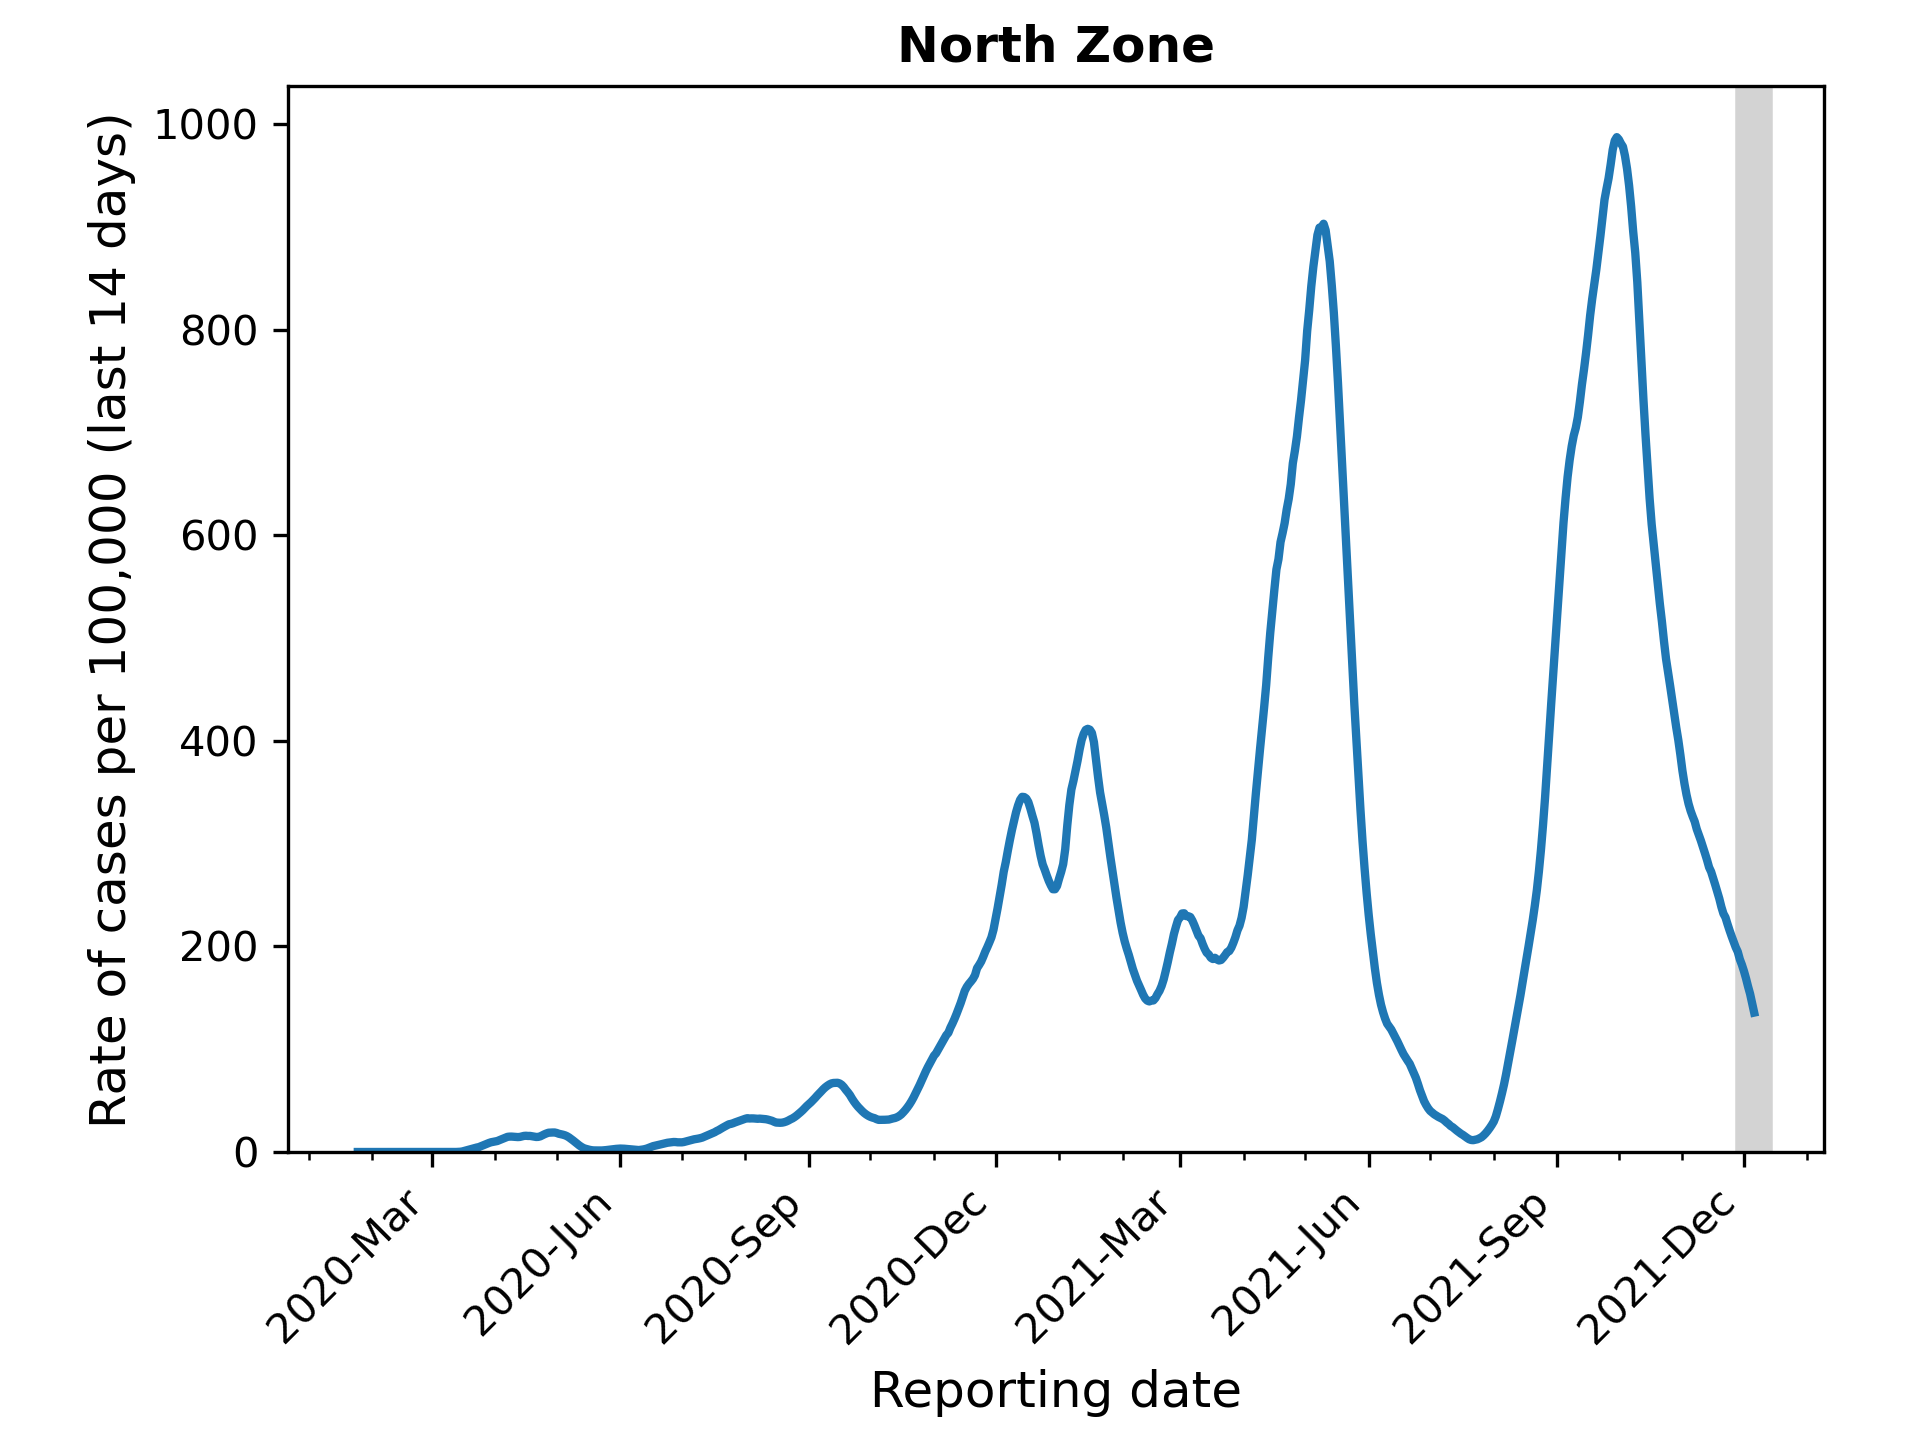 North Zone
Rate of cases per 100,000 (last 14 days)
1000
800
600
400
200
0
2020-Mar
2020-Jun
2020-Sep
2020-Dec
2021-Mar
2021-Jun
2021-Sep
2021-Dec
Reporting date